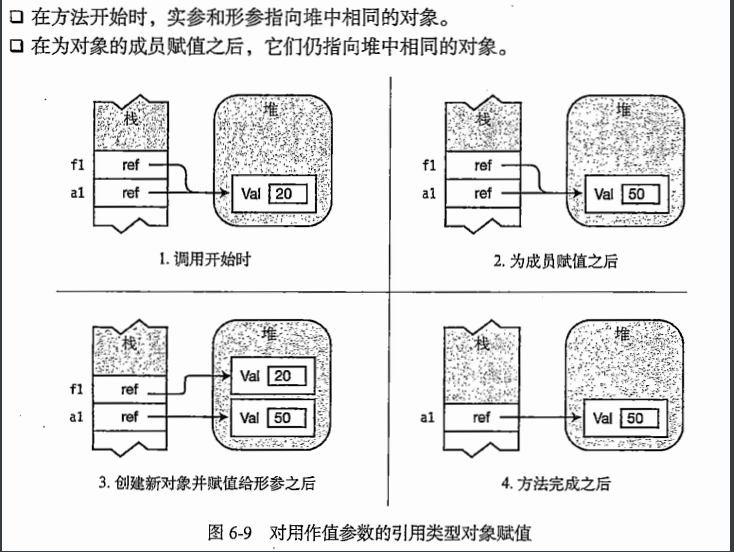 □ 在方法开始时，实参和形参指向堆中相同的对象。
□ 在为对象的成员赋值之后，它们仍指向堆中相同的对象。
栈
堆
f1 ref
a1 ref
Val 20
1. 调用开始时
栈
堆
f1 ref
a1 ref
Val 50
2. 为成员赋值之后
栈
堆
f1 ref
a1 ref
Val 20
Val 50
3. 创建新对象并赋值给形参之后
栈
堆
a1 ref
Val 50
4. 方法完成之后
图 6-9 对用作值参数的引用类型对象赋值